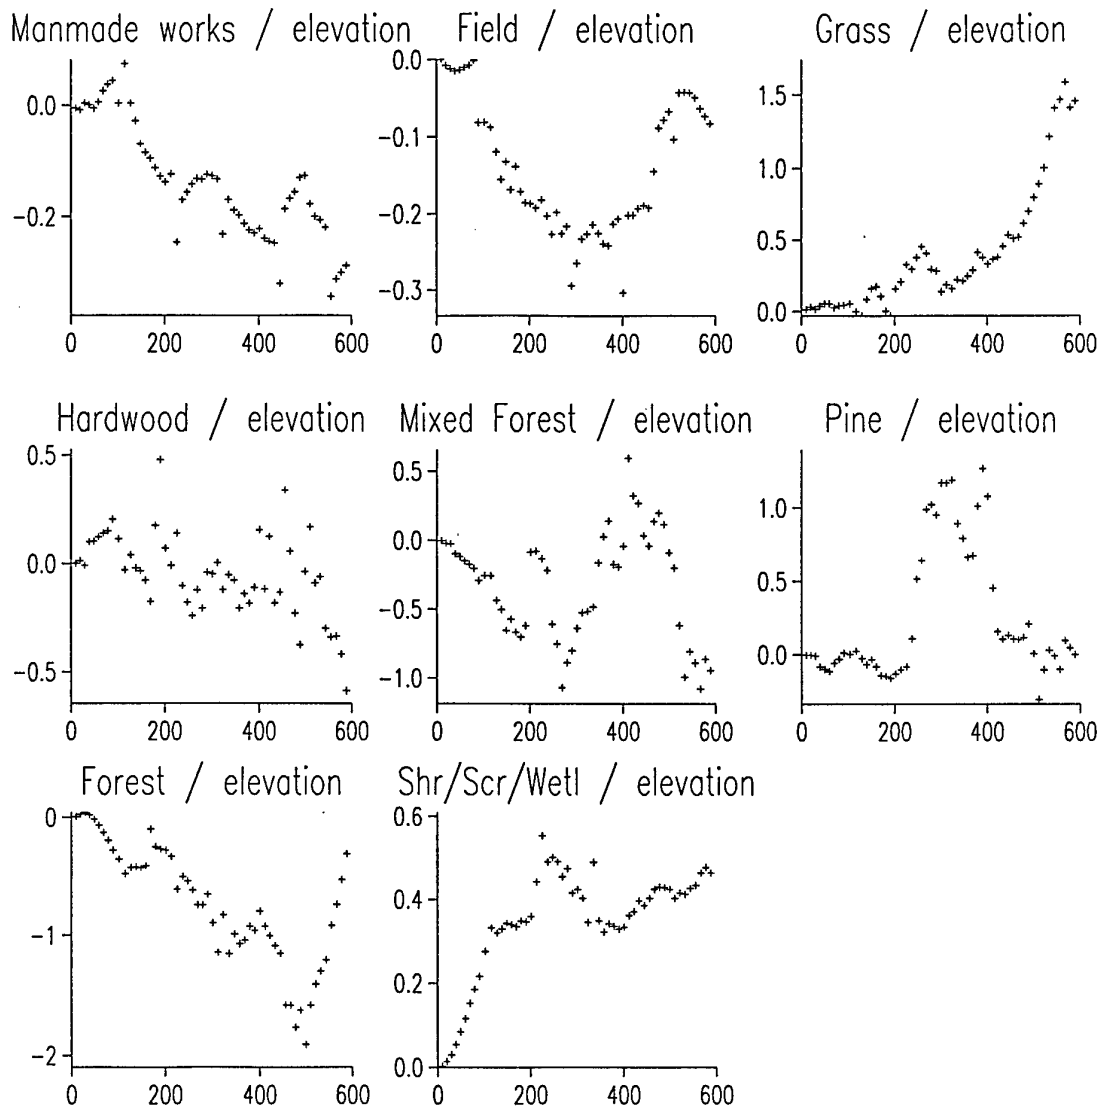 Manmade works / elevation Field / elevation Grass / elevation
0.0 0.0 1.5
-0.1 1.0
-0.2 -0.2 0.5
-0.3 0.0
0 200 400 600 0 200 400 600 0 200 400 600
Hardwood / elevation Mixed Forest / elevation Pine / elevation
0.5 0.5 1.0
0.0 0.0 0.5
-0.5 -0.5 0.0
-1.0
0 200 400 600 0 200 400 600 0 200 400 600
Forest / elevation Shr/Scr/Wetl / elevation
0 0.6
-1 0.4
0.2
-2 0.0
0 200 400 600 0 200 400 600